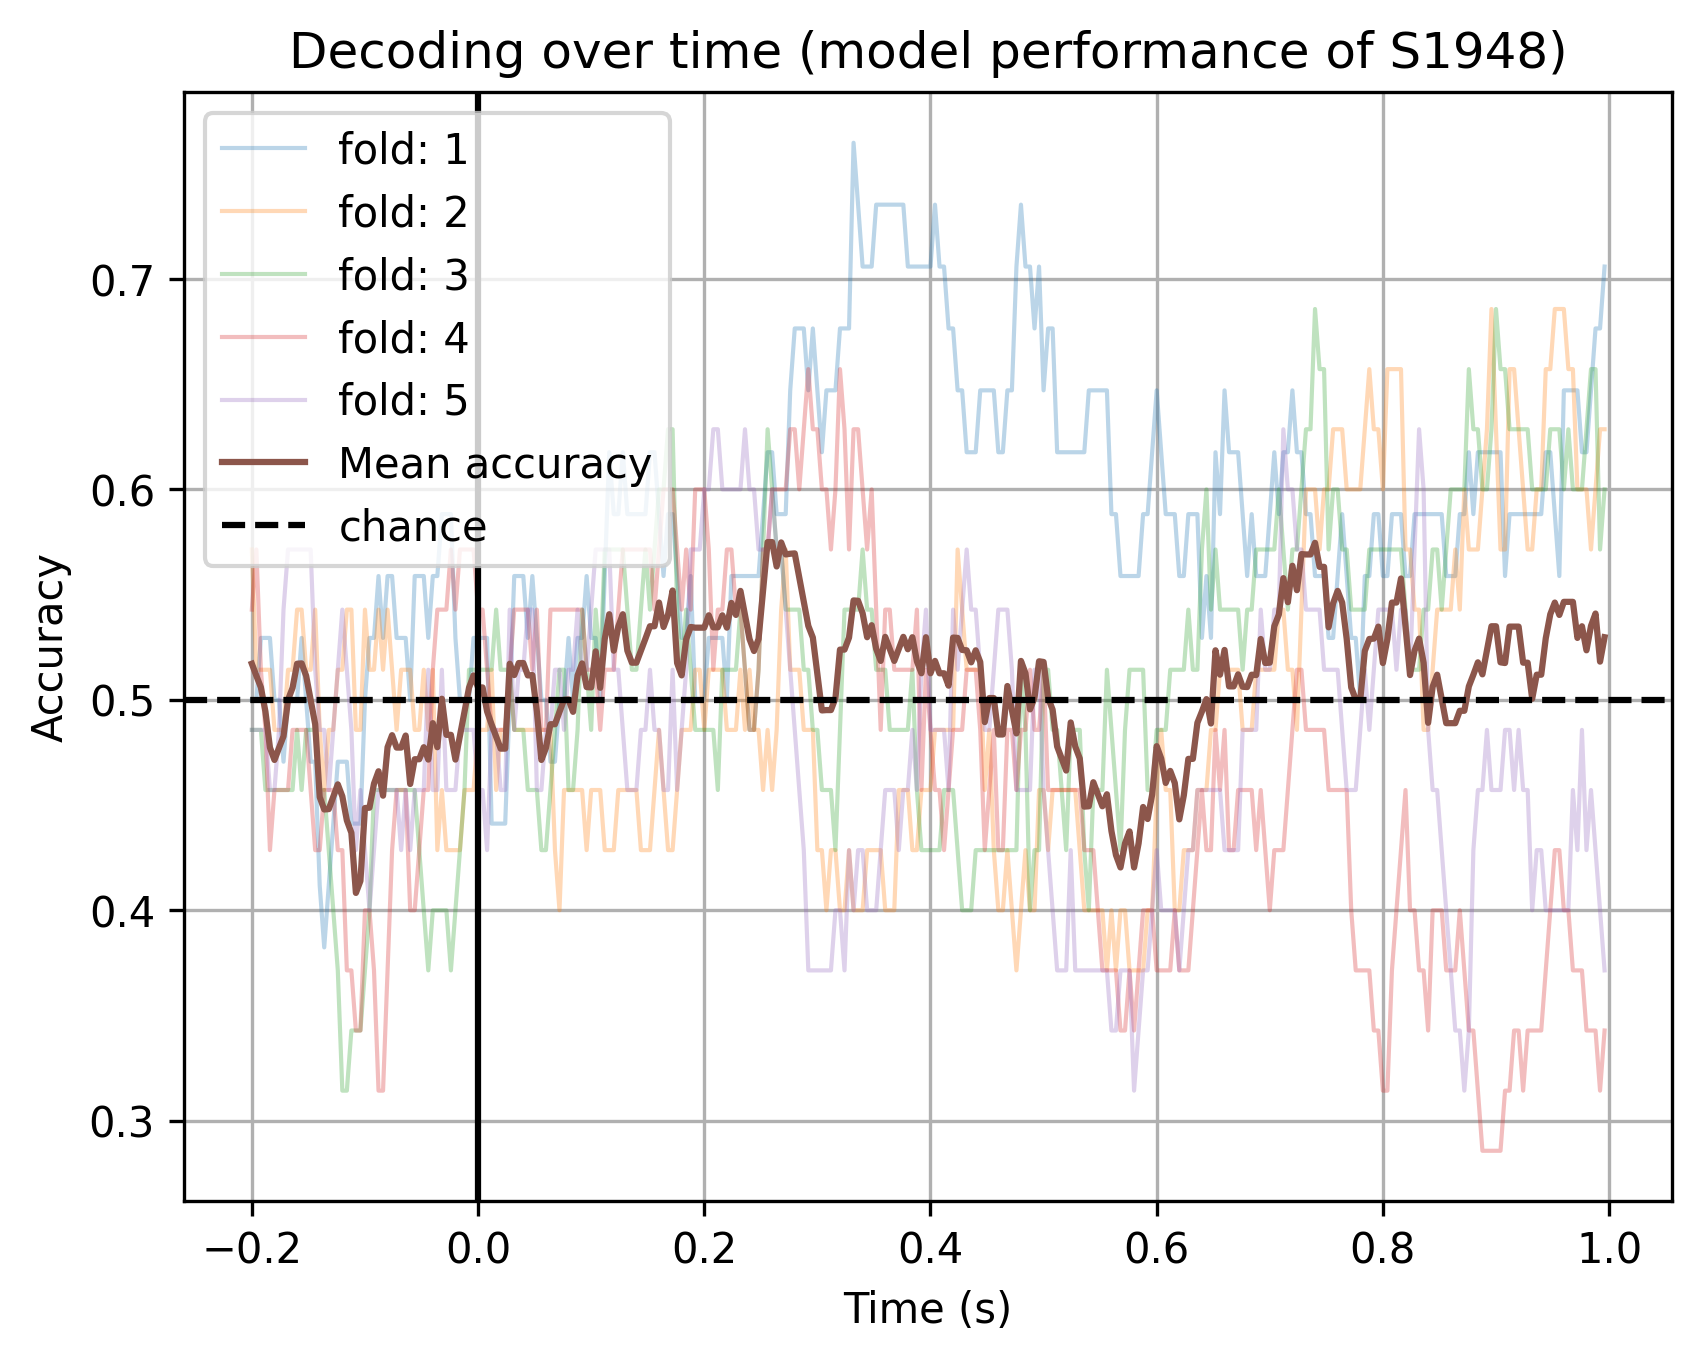 Decoding over time (model performance of S1948)
fold: 1
fold: 2
fold: 3
fold: 4
fold: 5
Mean accuracy
chance
0.7
0.6
0.5
0.4
0.3
Accuracy
−0.2 0.0 0.2 0.4 0.6 0.8 1.0
Time (s)